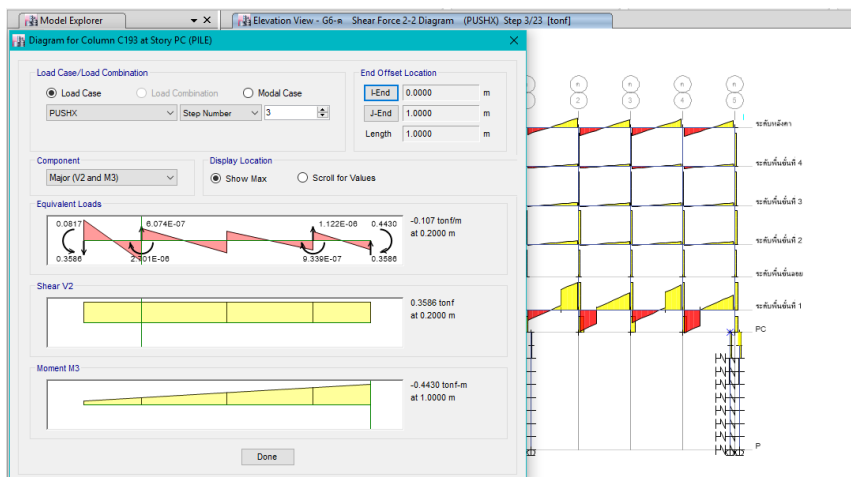 Model Explorer
Elevation View - G6-ค Shear Force 2-2 Diagram (PUSHX) Step 3/23 [tonf]
Diagram for Column C193 at Story PC (PILE)
Load Case/Load Combination
Load Case
Load Combination
Modal Case
PUSHX
Step Number
3
End Offset Location
I-End
0.0000
m
J-End
1.0000
m
Length
1.0000
m
Component
Major (V2 and M3)
Display Location
Show Max
Scroll for Values
Equivalent Loads
0.0817
6.074E-07
1.122E-06
0.4430
0.3586
2.701E-06
9.339E-07
0.3586
-0.107 tonf/m
at 0.2000 m
Shear V2
0.3586 tonf
at 0.2000 m
Moment M3
-0.4430 tonf-m
at 1.0000 m
Done
ค
ค
ค
ค
2
3
4
5
ระดับหลังคา
ระดับพื้นชั้นที่ 4
ระดับพื้นชั้นที่ 3
ระดับพื้นชั้นที่ 2
ระดับพื้นชั้นลอย
ระดับพื้นชั้นที่ 1
PC
P